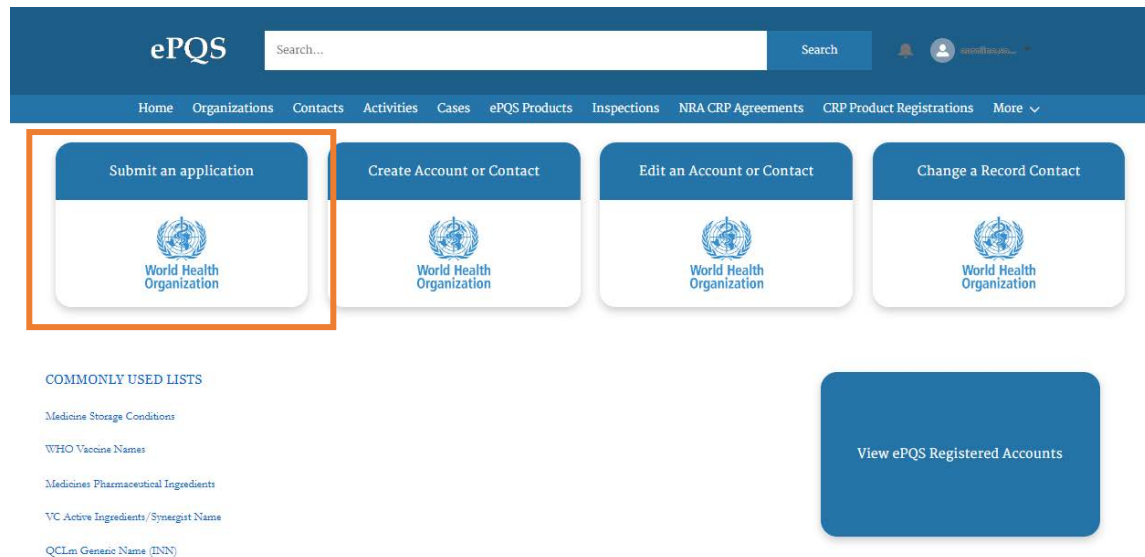 ePQS Search... Search
Home Organizations Contacts Activities Cases ePQS Products Inspections NRA CRP Agreements CRP Product Registrations More
Submit an application Create Account or Contact Edit an Account or Contact Change a Record Contact
World Health World Health World Health World Health
Organization Organization Organization Organization
COMMONLY USED LISTS
Medicine Storage Conditions
WHO Vaccine Names
View ePQS Registered Accounts
Medicines Pharmaceutical Ingredients
VC Active Ingredients/Synergist Name
QCLm Generic Name (INN)